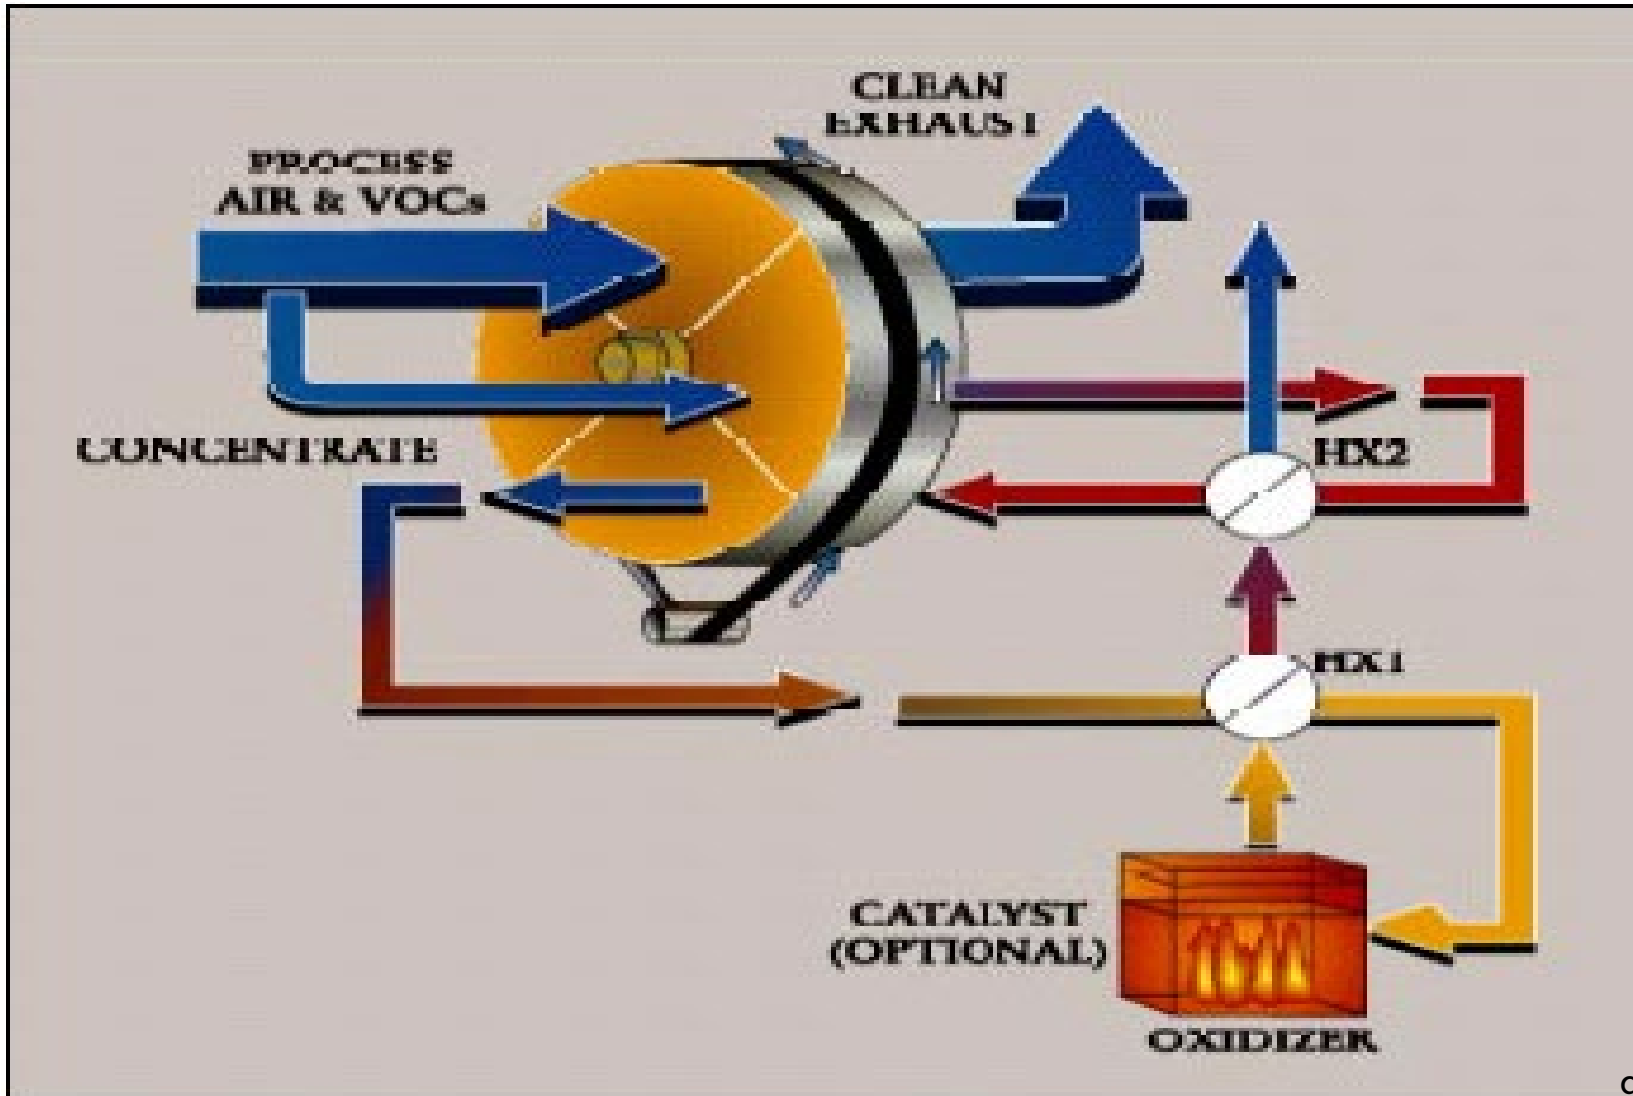 CLEAN
EXHAUST
PROCESS
AIR & VOCs
CONCENTRATE
HX2
HX1
CATALYST
(OPTIONAL)
OXIDIZER